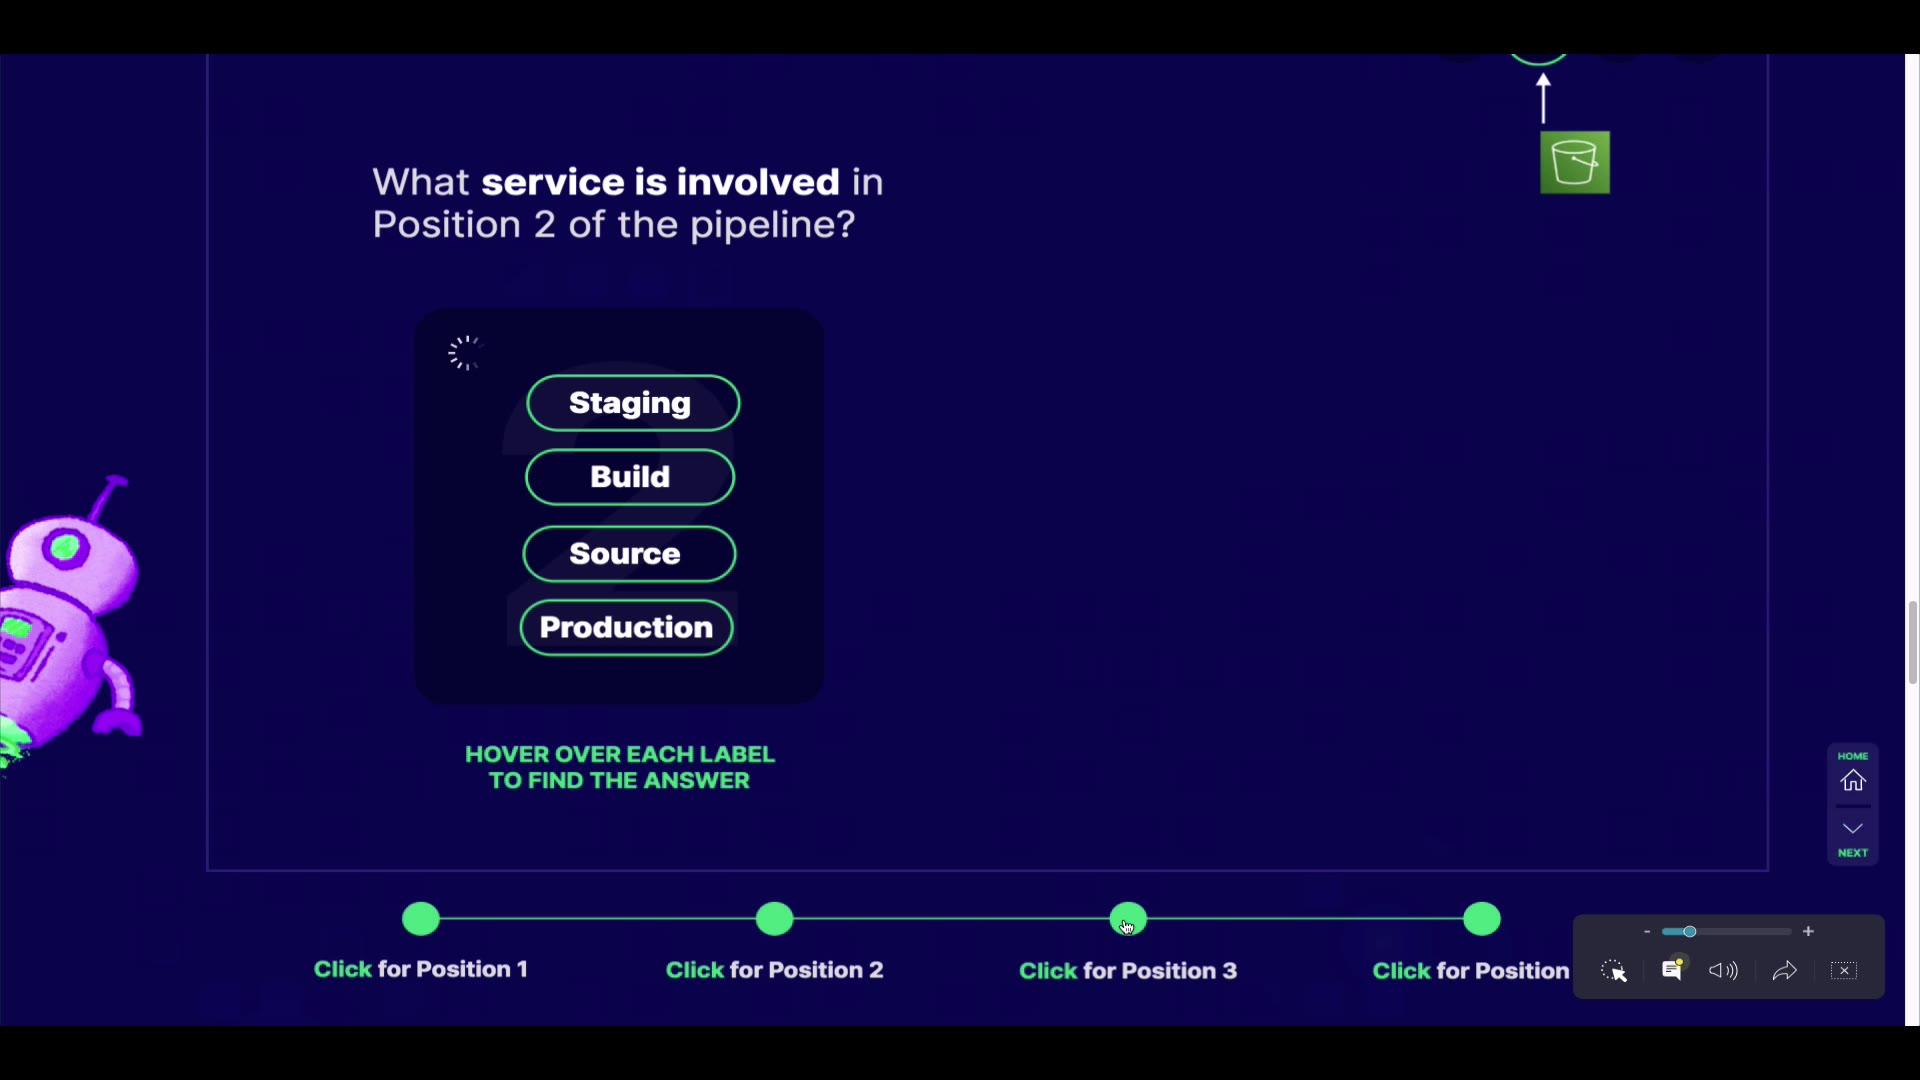 What service is involved in
Position 2 of the pipeline?
2
Staging
Build
Source
Production
HOVER OVER EACH LABEL
TO FIND THE ANSWER
HOME
NEXT
Click for Position 1
Click for Position 2
Click for Position 3
Click for Position
- +